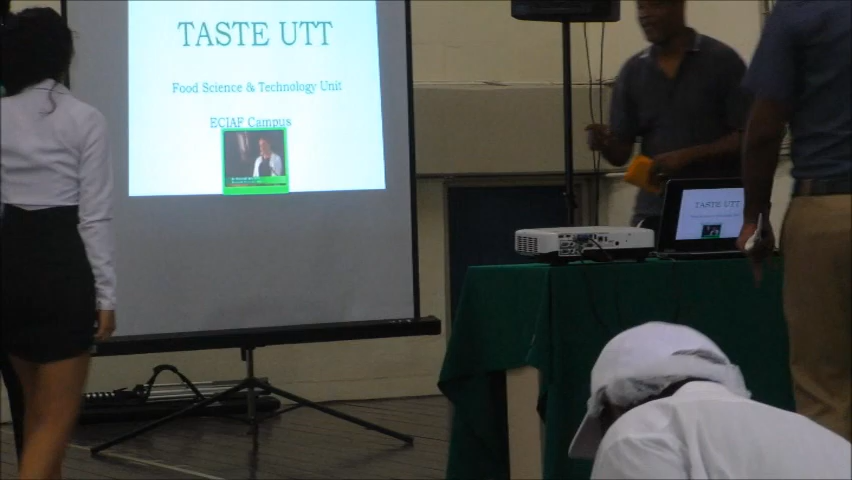 TASTE UTT
Food Science & Technology Unit
ECIAF Campus
TASTE UTT